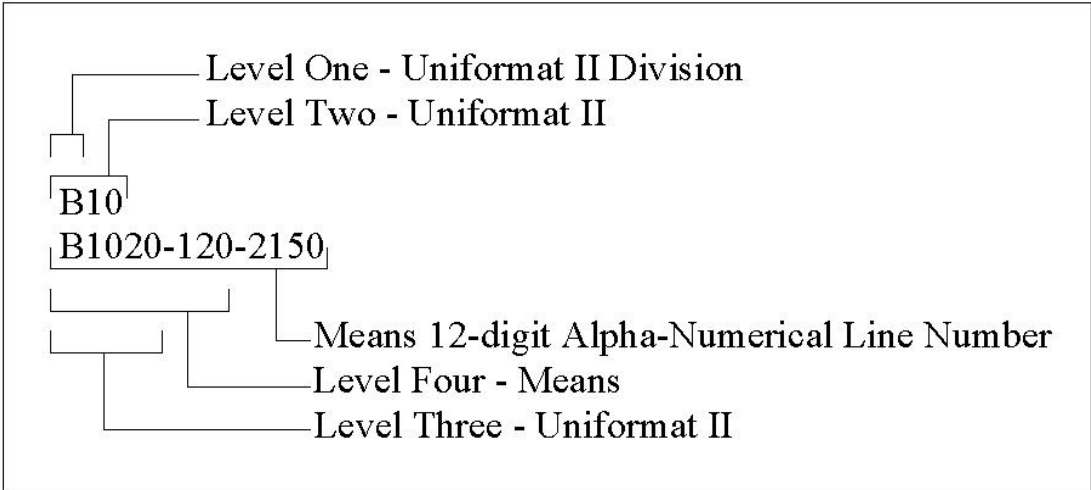 Level One - Uniformat II Division
Level Two - Uniformat II
B10
B1020-120-2150
Means 12-digit Alpha-Numerical Line Number
Level Four - Means
Level Three - Uniformat II